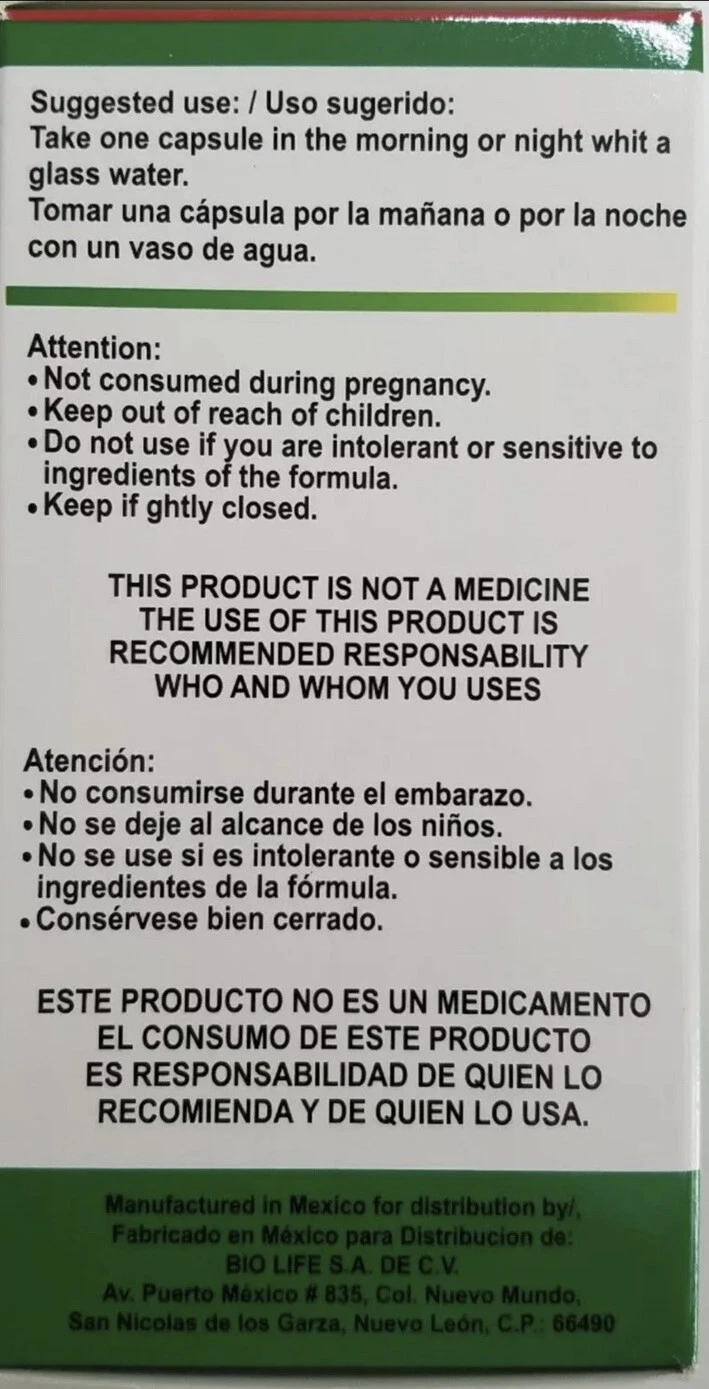 Suggested use: / Uso sugerido:
Take one capsule in the morning or night whit a
glass water.
Tomar una cápsula por la mañana o por la noche
con un vaso de agua.
Attention:
• Not consumed during pregnancy.
• Keep out of reach of children.
• Do not use if you are intolerant or sensitive to
ingredients of the formula.
• Keep if ghtly closed.
THIS PRODUCT IS NOT A MEDICINE
THE USE OF THIS PRODUCT IS
RECOMMENDED RESPONSABILITY
WHO AND WHOM YOU USES
Atención:
• No consumirse durante el embarazo.
• No se deje al alcance de los niños.
• No se use si es intolerante o sensible a los
ingredientes de la fórmula.
• Consérvese bien cerrado.
ESTE PRODUCTO NO ES UN MEDICAMENTO
EL CONSUMO DE ESTE PRODUCTO
ES RESPONSABILIDAD DE QUIEN LO
RECOMIENDA Y DE QUIEN LO USA.
Manufactured in Mexico for distribution by/,
Fabricado en México para Distribucion de:
BIO LIFE S.A. DE C.V.
Av. Puerto México # 835, Col. Nuevo Mundo,
San Nicolas de los Garza, Nuevo León, C.P.: 66490